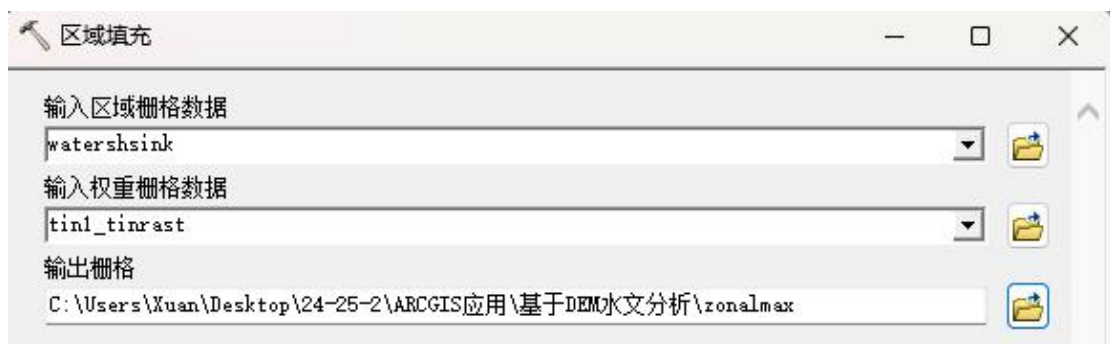 区域填充
输入区域栅格数据
watershsink
输入权重栅格数据
tin1_tinrast
输出栅格
C:\Users\Xuan\Desktop\24-25-2\ARCGIS应用\基于DEM水文分析\zonalmax